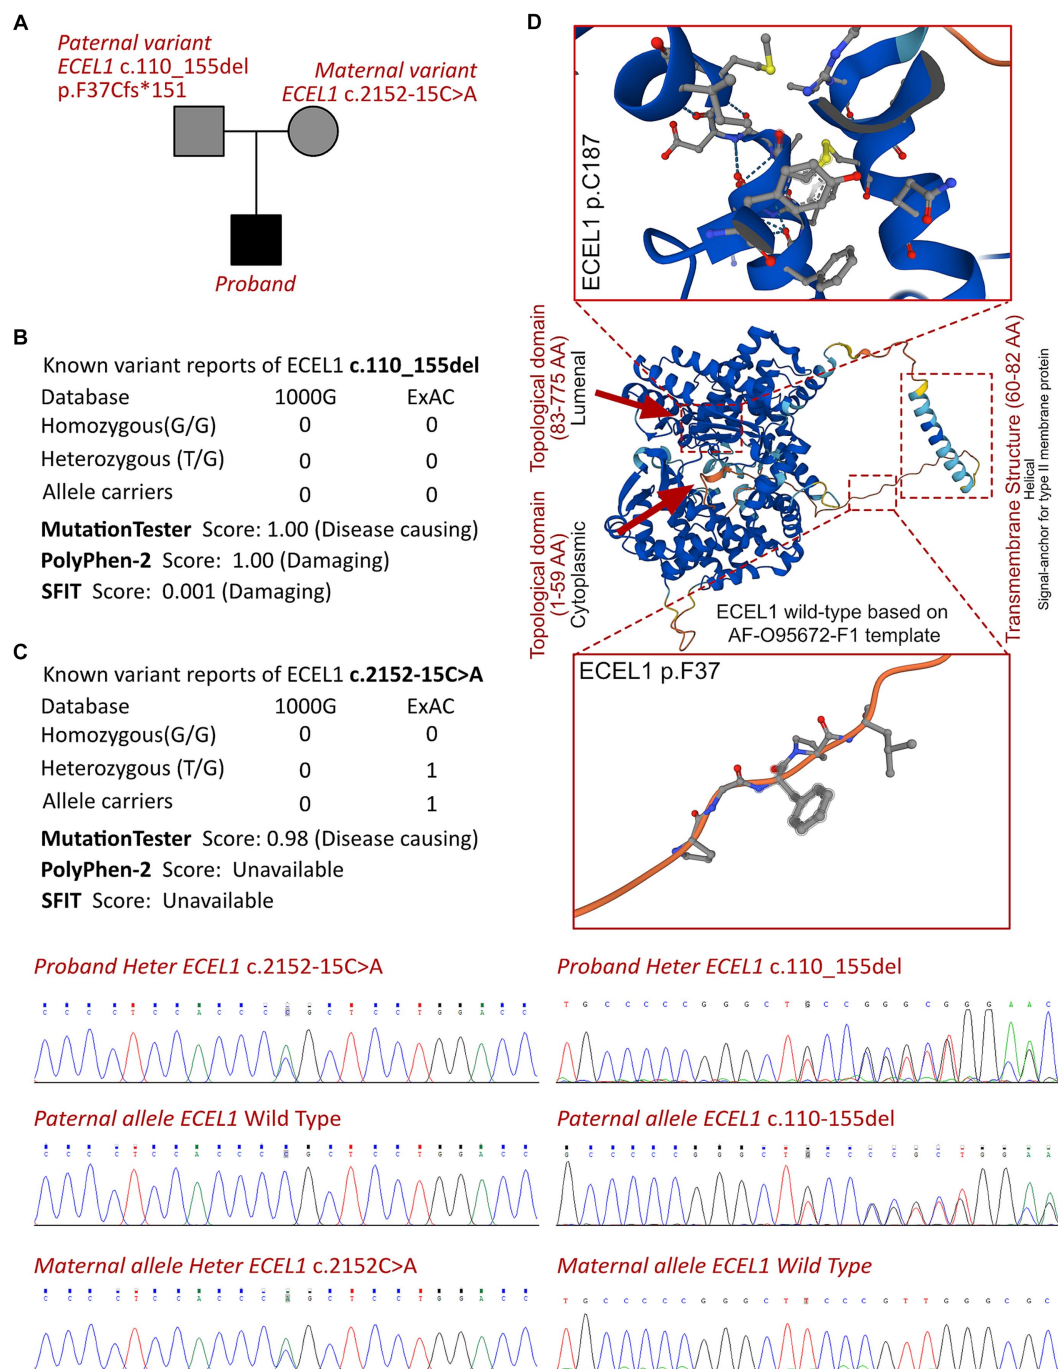 A
Paternal variant
ECEL1 c.110_155del
p.F37Cfs*151
Maternal variant
ECEL1 c.2152-15C>A
Proband
B
Known variant reports of ECEL1 c.110_155del
Database 1000G ExAC
Homozygous(G/G) 0 0
Heterozygous (T/G) 0 0
Allele carriers 0 0
MutationTester Score: 1.00 (Disease causing)
PolyPhen-2 Score: 1.00 (Damaging)
SFIT Score: 0.001 (Damaging)
C
Known variant reports of ECEL1 c.2152-15C>A
Database 1000G ExAC
Homozygous(G/G) 0 0
Heterozygous (T/G) 0 1
Allele carriers 0 1
MutationTester Score: 0.98 (Disease causing)
PolyPhen-2 Score: Unavailable
SFIT Score: Unavailable
D
ECEL1 p.C187
Topological domain
(83-775 AA)
Lumenal
Topological domain
(1-59 AA)
Cytoplasmic
Transmembrane Structure (60-82 AA)
Helical
Signal-anchor for type II membrane protein
ECEL1 wild-type based on
AF-O95672-F1 template
ECEL1 p.F37
Proband Heter ECEL1 c.2152-15C>A
C C C C T C C A C C C C G C T C C T G G A C C
Paternal allele ECEL1 Wild Type
C C C C T C C A C C C C G C T C C T G G A C C
Maternal allele Heter ECEL1 c.2152C>A
C C C C T C C A C C C A G C T C C T G G A C C
Proband Heter ECEL1 c.110_155del
T G C C C C C G G G C T G C C G G G C G G G A A C
Paternal allele ECEL1 c.110-155del
G C C C C C G G G C T G C C C C G C T G G A A
Maternal allele ECEL1 Wild Type
T G C C C C C G G G C T T C C C G T T G G G C G C